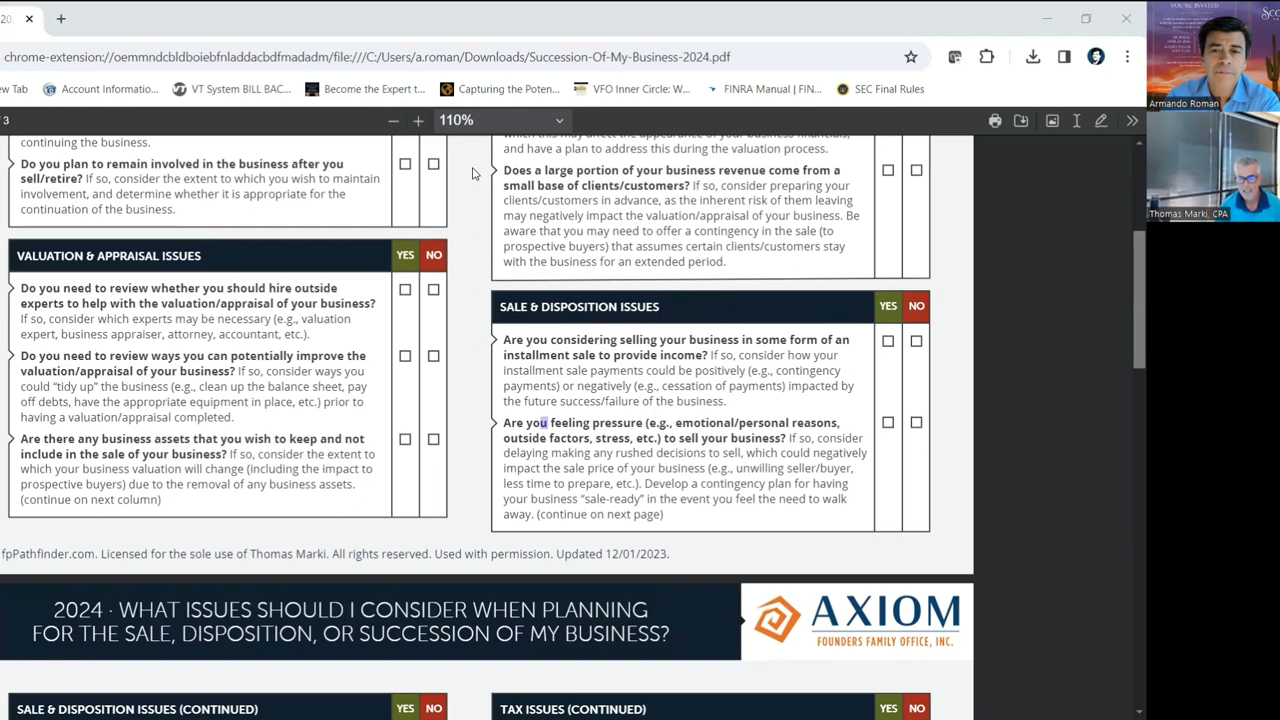 20..
×
+
chrome-extension://oemmndcbldboiebfnladdacbdfmadadm/file:///C:/Users/a.roman/Downloads/Succession-Of-My-Business-2024.pdf
ew Tab
Account Informatio...
VT System BILL BAC...
Become the Expert t...
Capturing the Poten...
VFO Inner Circle: W...
FINRA Manual | FIN...
SEC Final Rules
/ 3
110%
continuing the business.
Do you plan to remain involved in the business after you
sell/retire? If so, consider the extent to which you wish to maintain
involvement, and determine whether it is appropriate for the
continuation of the business.
VALUATION & APPRAISAL ISSUES YES NO
Do you need to review whether you should hire outside
experts to help with the valuation/appraisal of your business?
If so, consider which experts may be necessary (e.g., valuation
expert, business appraiser, attorney, accountant, etc.).
Do you need to review ways you can potentially improve the
valuation/appraisal of your business? If so, consider ways you
could “tidy up” the business (e.g., clean up the balance sheet, pay
off debts, have the appropriate equipment in place, etc.) prior to
having a valuation/appraisal completed.
Are there any business assets that you wish to keep and not
include in the sale of your business? If so, consider the extent to
which your business valuation will change (including the impact to
prospective buyers) due to the removal of any business assets.
(continue on next column)
which this may affect the appearance of your business financials,
and have a plan to address this during the valuation process.
Does a large portion of your business revenue come from a
small base of clients/customers? If so, consider preparing your
clients/customers in advance, as the inherent risk of them leaving
may negatively impact the valuation/appraisal of your business. Be
aware that you may need to offer a contingency in the sale (to
prospective buyers) that assumes certain clients/customers stay
with the business for an extended period.
SALE & DISPOSITION ISSUES YES NO
Are you considering selling your business in some form of an
installment sale to provide income? If so, consider how your
installment sale payments could be positively (e.g., contingency
payments) or negatively (e.g., cessation of payments) impacted by
the future success/failure of the business.
Are you feeling pressure (e.g., emotional/personal reasons,
outside factors, stress, etc.) to sell your business? If so, consider
delaying making any rushed decisions to sell, which could negatively
impact the sale price of your business (e.g., unwilling seller/buyer,
less time to prepare, etc.). Develop a contingency plan for having
your business “sale-ready” in the event you feel the need to walk
away. (continue on next page)
fpPathfinder.com. Licensed for the sole use of Thomas Marki. All rights reserved. Used with permission. Updated 12/01/2023.
2024 · WHAT ISSUES SHOULD I CONSIDER WHEN PLANNING
FOR THE SALE, DISPOSITION, OR SUCCESSION OF MY BUSINESS?
AXIOM
FOUNDERS FAMILY OFFICE, INC.
SALE & DISPOSITION ISSUES (CONTINUED) YES NO
TAX ISSUES (CONTINUED) YES NO
YOU'RE INVITED
Armando Roman
Thomas Marki, CPA